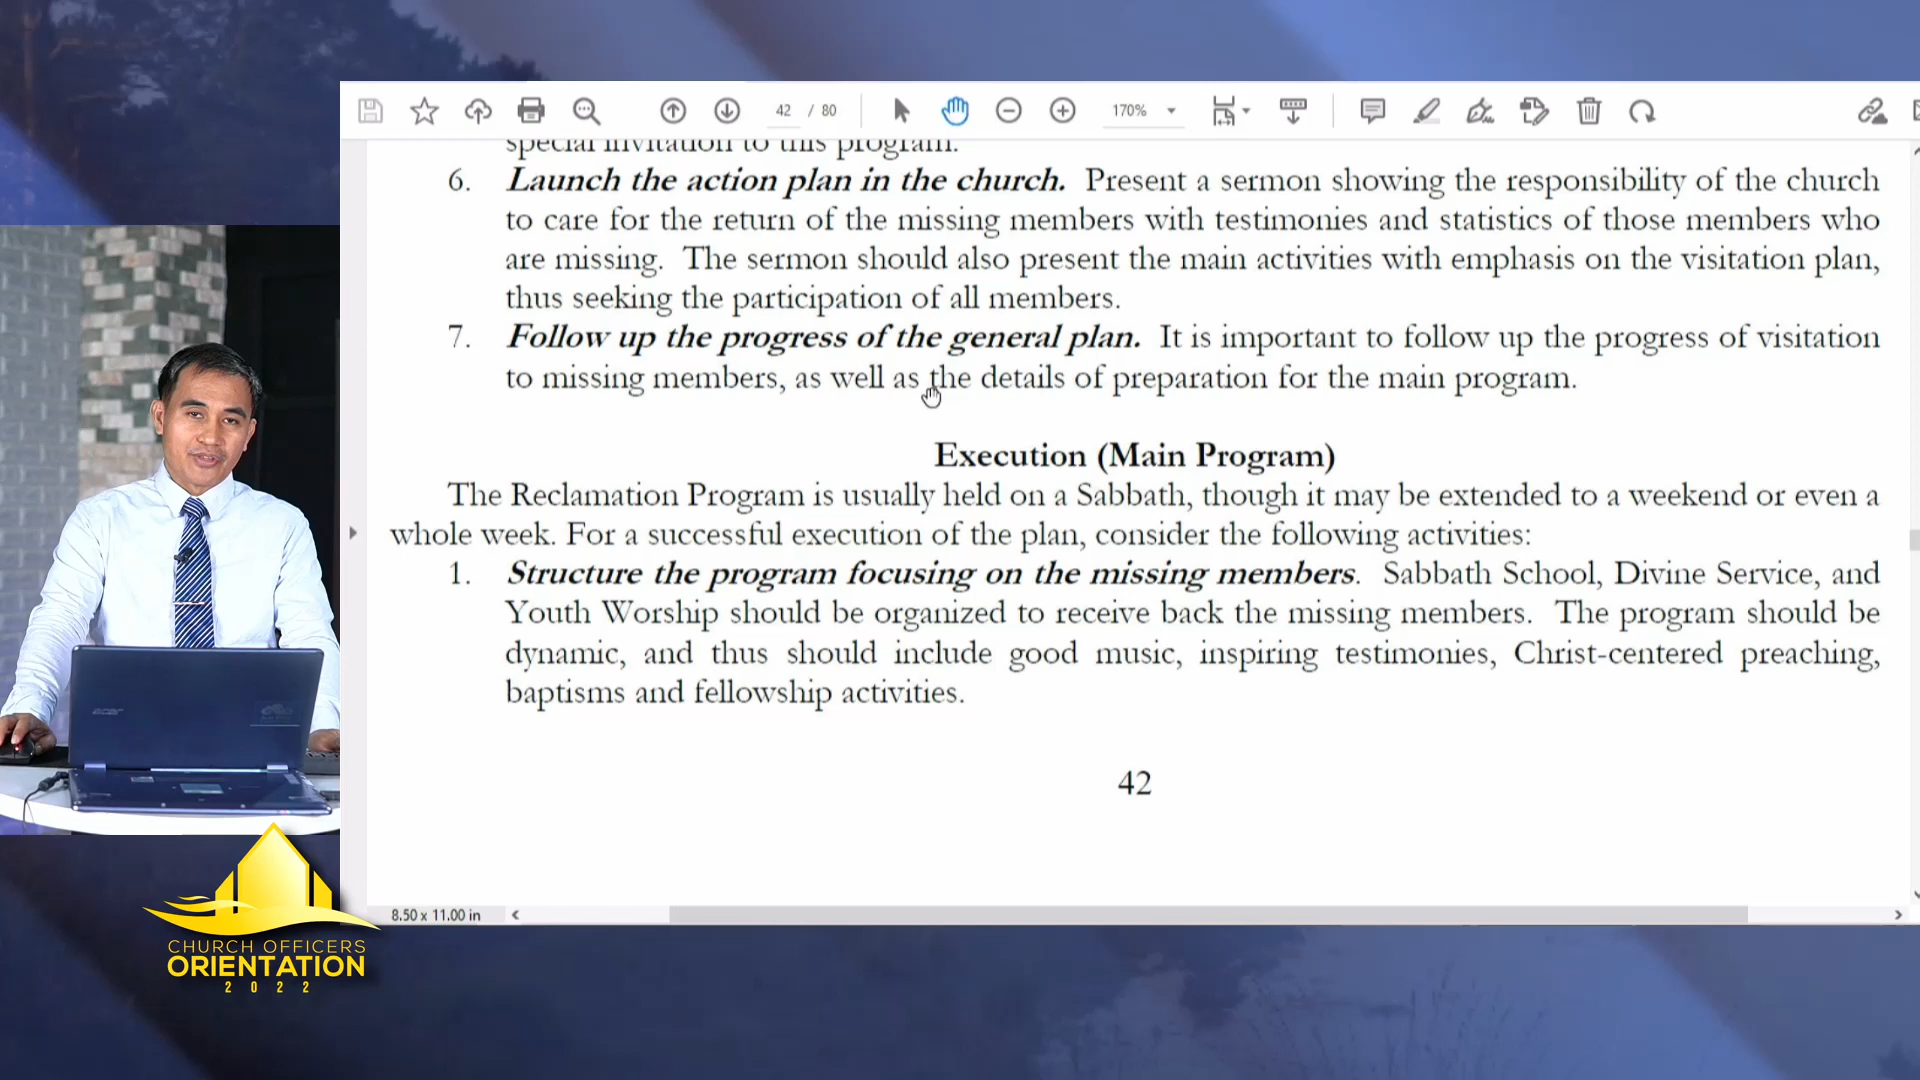 42 / 80
170%
special invitation to this program.
6. Launch the action plan in the church. Present a sermon showing the responsibility of the church
to care for the return of the missing members with testimonies and statistics of those members who
are missing. The sermon should also present the main activities with emphasis on the visitation plan,
thus seeking the participation of all members.
7. Follow up the progress of the general plan. It is important to follow up the progress of visitation
to missing members, as well as the details of preparation for the main program.
Execution (Main Program)
The Reclamation Program is usually held on a Sabbath, though it may be extended to a weekend or even a
whole week. For a successful execution of the plan, consider the following activities:
1. Structure the program focusing on the missing members. Sabbath School, Divine Service, and
Youth Worship should be organized to receive back the missing members. The program should be
dynamic, and thus should include good music, inspiring testimonies, Christ-centered preaching,
baptisms and fellowship activities.
42
8.50 x 11.00 in
CHURCH OFFICERS
ORIENTATION
2022